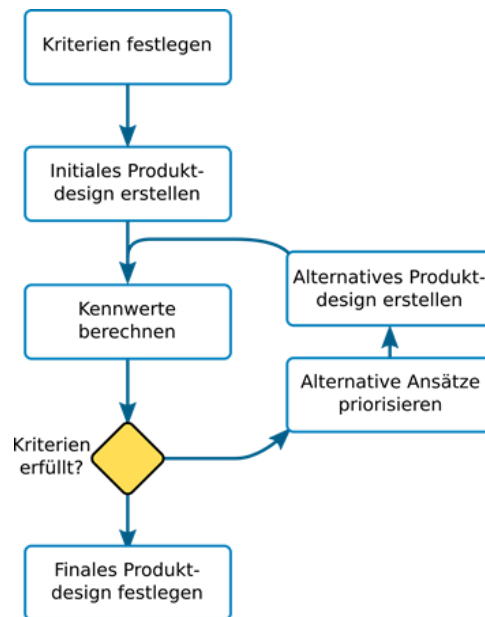 Kriterien festlegen
Initiales Produkt-
design erstellen
Alternatives Produkt-
design erstellen
Kennwerte
berechnen
Alternative Ansätze
priorisieren
Kriterien
erfüllt?
Finales Produkt-
design festlegen